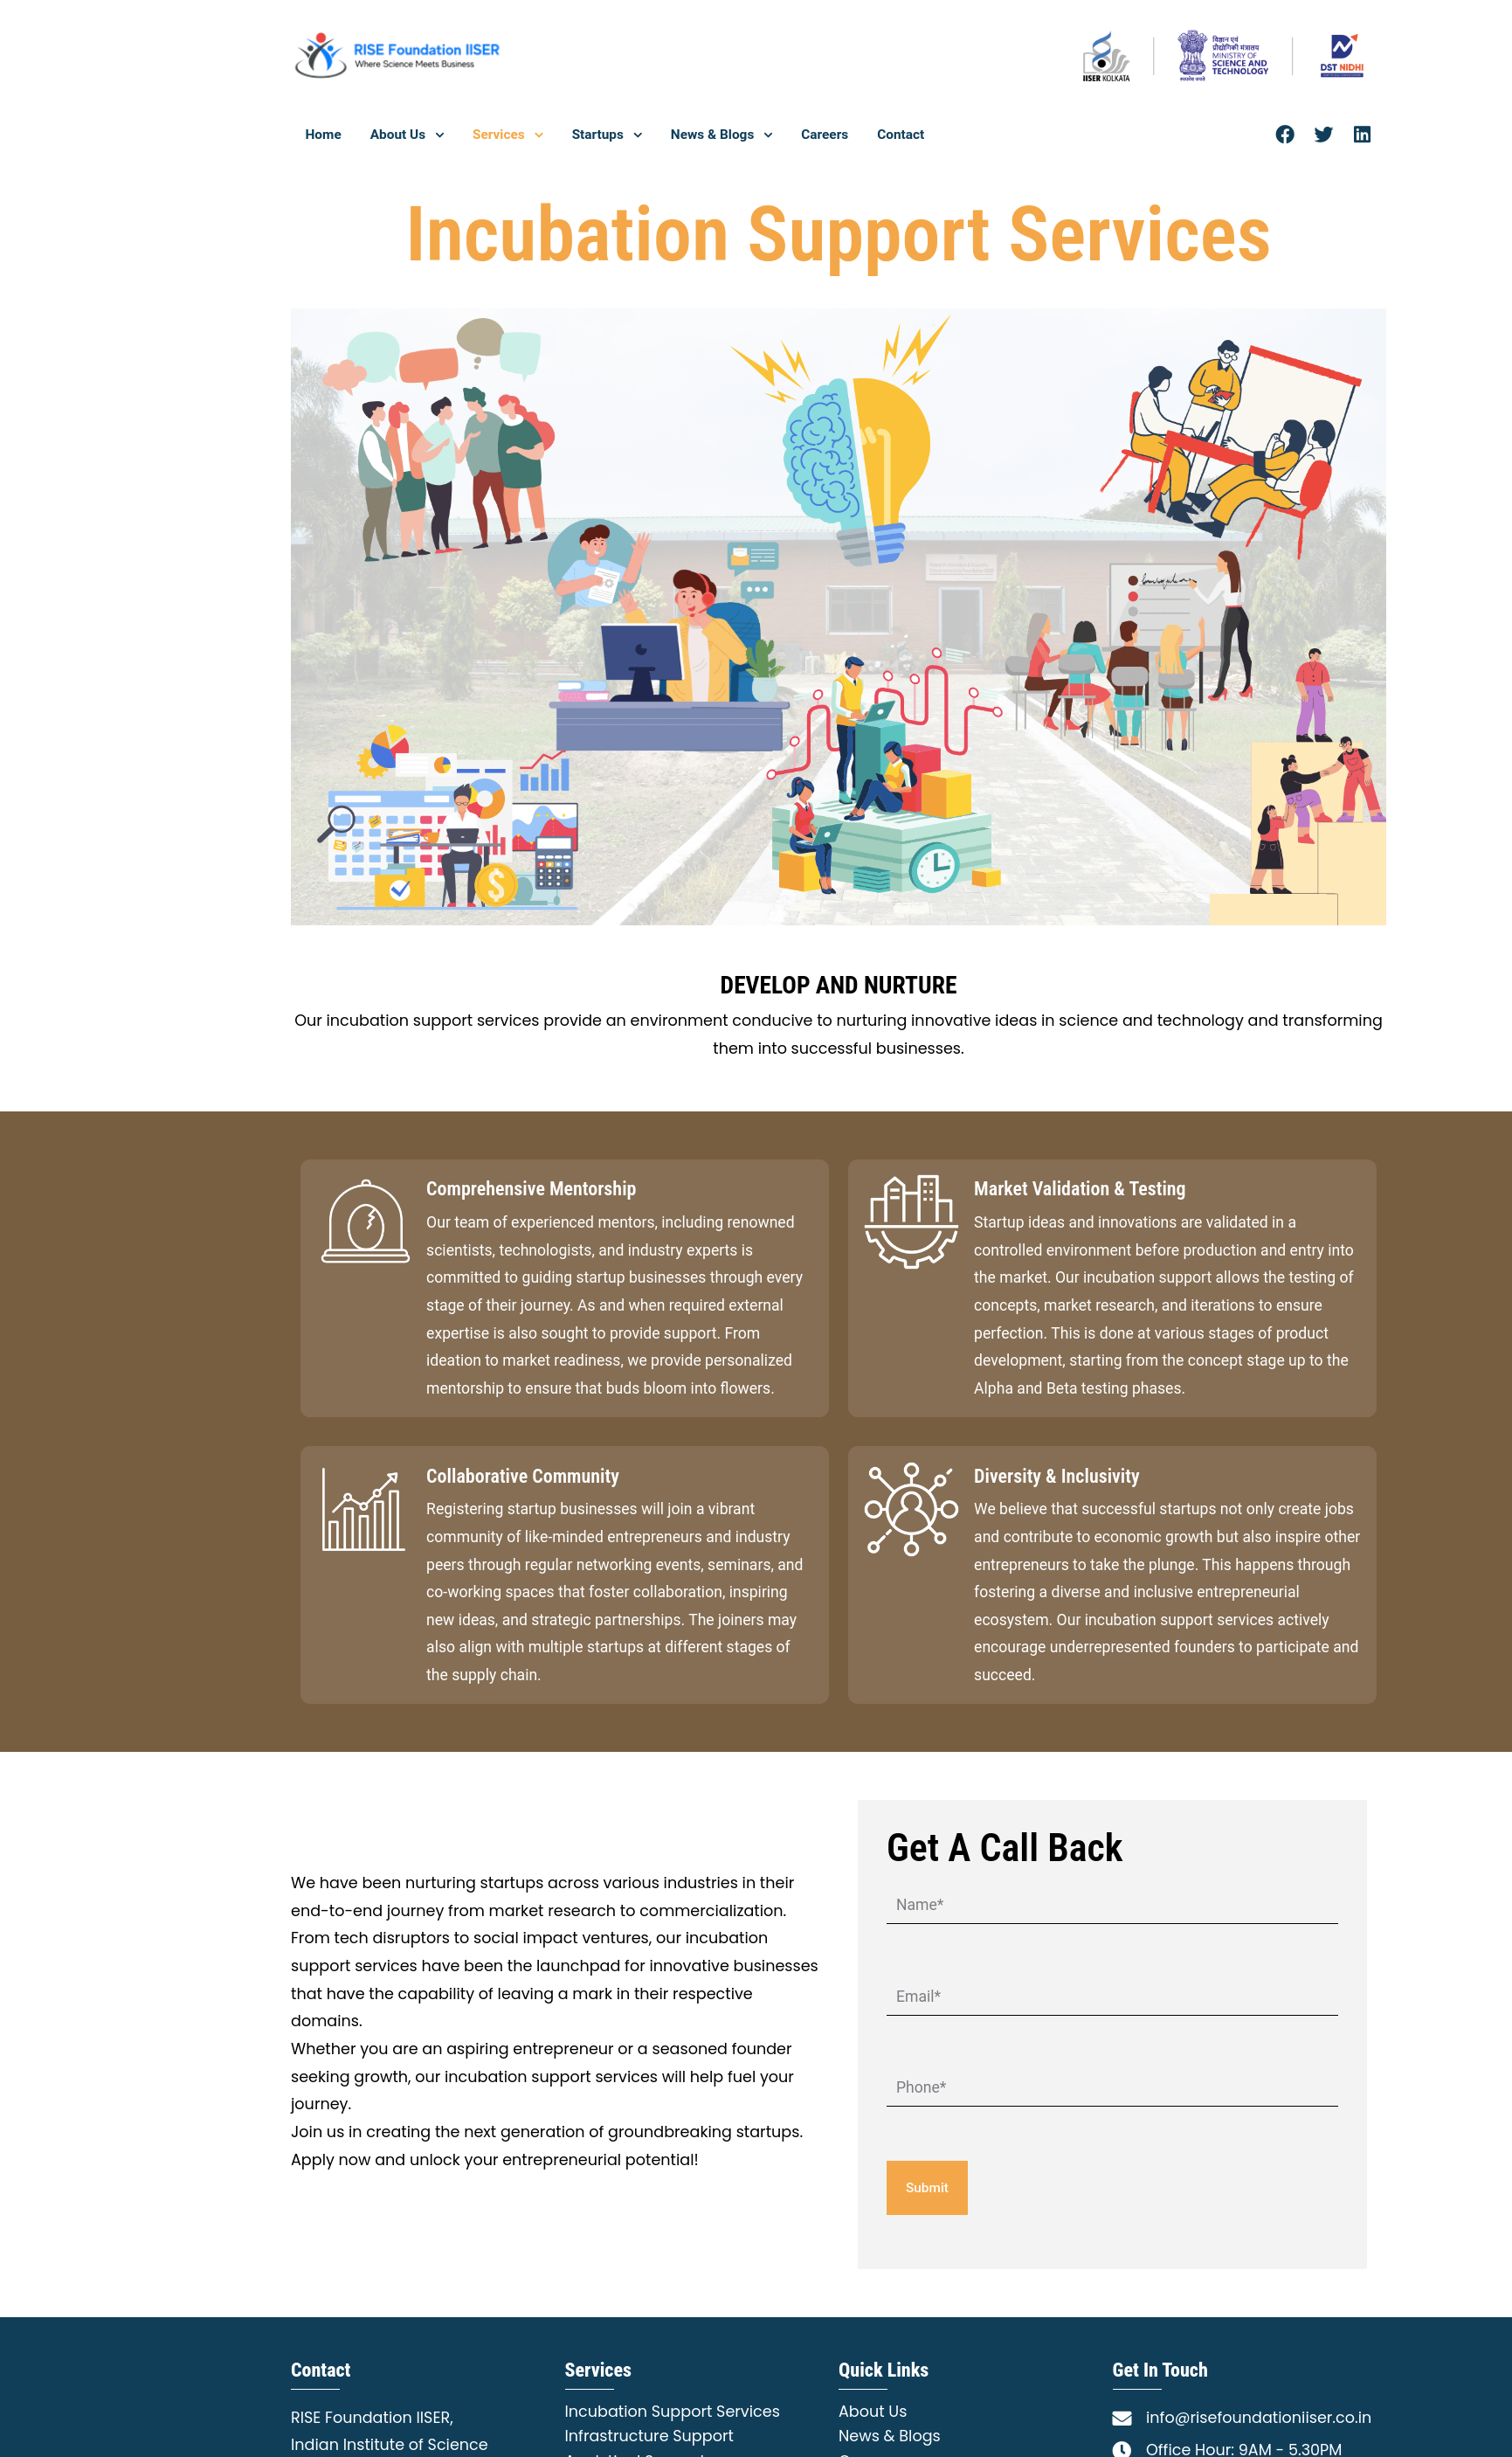 RISE Foundation IISER
Where Science Meets Business
IISER KOLKATA
विज्ञान एवं
प्रौद्योगिकी मंत्रालय
MINISTRY OF
SCIENCE AND
TECHNOLOGY
सत्यमेव जयते
DST NIDHI
Home
About Us
Services
Startups
News & Blogs
Careers
Contact
Incubation Support Services
DEVELOP AND NURTURE
Our incubation support services provide an environment conducive to nurturing innovative ideas in science and technology and transforming
them into successful businesses.
Comprehensive Mentorship
Our team of experienced mentors, including renowned
scientists, technologists, and industry experts is
committed to guiding startup businesses through every
stage of their journey. As and when required external
expertise is also sought to provide support. From
ideation to market readiness, we provide personalized
mentorship to ensure that buds bloom into flowers.
Market Validation & Testing
Startup ideas and innovations are validated in a
controlled environment before production and entry into
the market. Our incubation support allows the testing of
concepts, market research, and iterations to ensure
perfection. This is done at various stages of product
development, starting from the concept stage up to the
Alpha and Beta testing phases.
Collaborative Community
Registering startup businesses will join a vibrant
community of like-minded entrepreneurs and industry
peers through regular networking events, seminars, and
co-working spaces that foster collaboration, inspiring
new ideas, and strategic partnerships. The joiners may
also align with multiple startups at different stages of
the supply chain.
Diversity & Inclusivity
We believe that successful startups not only create jobs
and contribute to economic growth but also inspire other
entrepreneurs to take the plunge. This happens through
fostering a diverse and inclusive entrepreneurial
ecosystem. Our incubation support services actively
encourage underrepresented founders to participate and
succeed.
We have been nurturing startups across various industries in their
end-to-end journey from market research to commercialization.
From tech disruptors to social impact ventures, our incubation
support services have been the launchpad for innovative businesses
that have the capability of leaving a mark in their respective
domains.
Whether you are an aspiring entrepreneur or a seasoned founder
seeking growth, our incubation support services will help fuel your
journey.
Join us in creating the next generation of groundbreaking startups.
Apply now and unlock your entrepreneurial potential!
Get A Call Back
Name*
Email*
Phone*
Submit
Contact
RISE Foundation IISER,
Indian Institute of Science
Services
Incubation Support Services
Infrastructure Support
Quick Links
About Us
News & Blogs
Get In Touch
info@risefoundationiiser.co.in
Office Hour: 9AM - 5.30PM